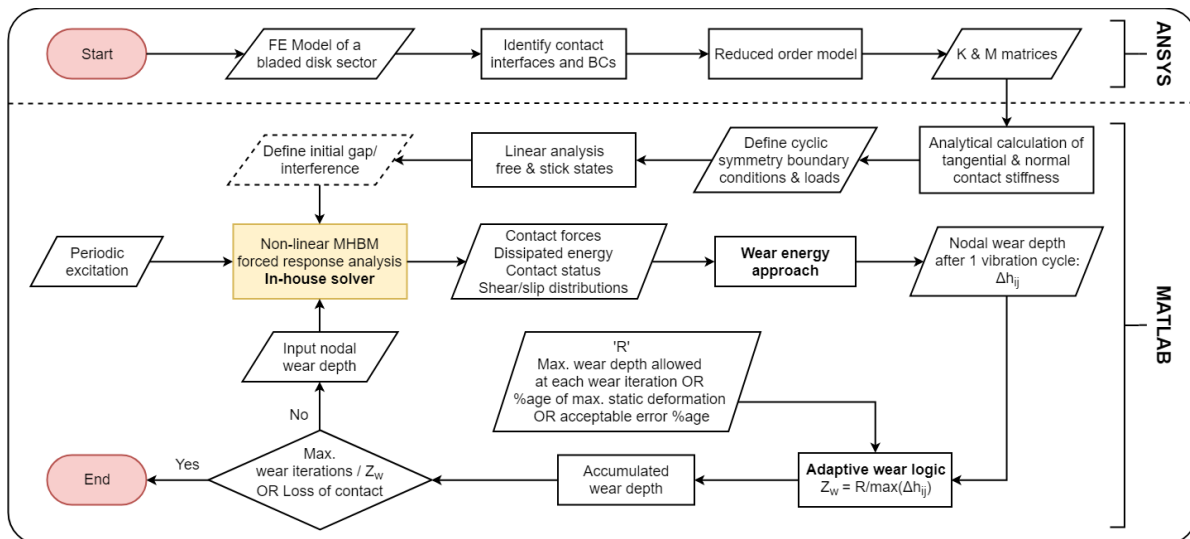 Start
FE Model of a
bladed disk sector
Identify contact
interfaces and BCs
Reduced order model
K & M matrices
ANSYS
Define initial gap/
interference
Linear analysis
free & stick states
Define cyclic
symmetry boundary
conditions & loads
Analytical calculation of
tangential & normal
contact stiffness
Periodic
excitation
Non-linear MHBM
forced response analysis
In-house solver
Contact forces
Dissipated energy
Contact status
Shear/slip distributions
Wear energy
approach
Nodal wear depth
after 1 vibration cycle:
Δhij
MATLAB
Input nodal
wear depth
'R'
Max. wear depth allowed
at each wear iteration OR
%age of max. static deformation
OR acceptable error %age
No
Yes
End
Max.
wear iterations / Zw
OR Loss of contact
Accumulated
wear depth
Adaptive wear logic
Zw = R/max(Δhij)